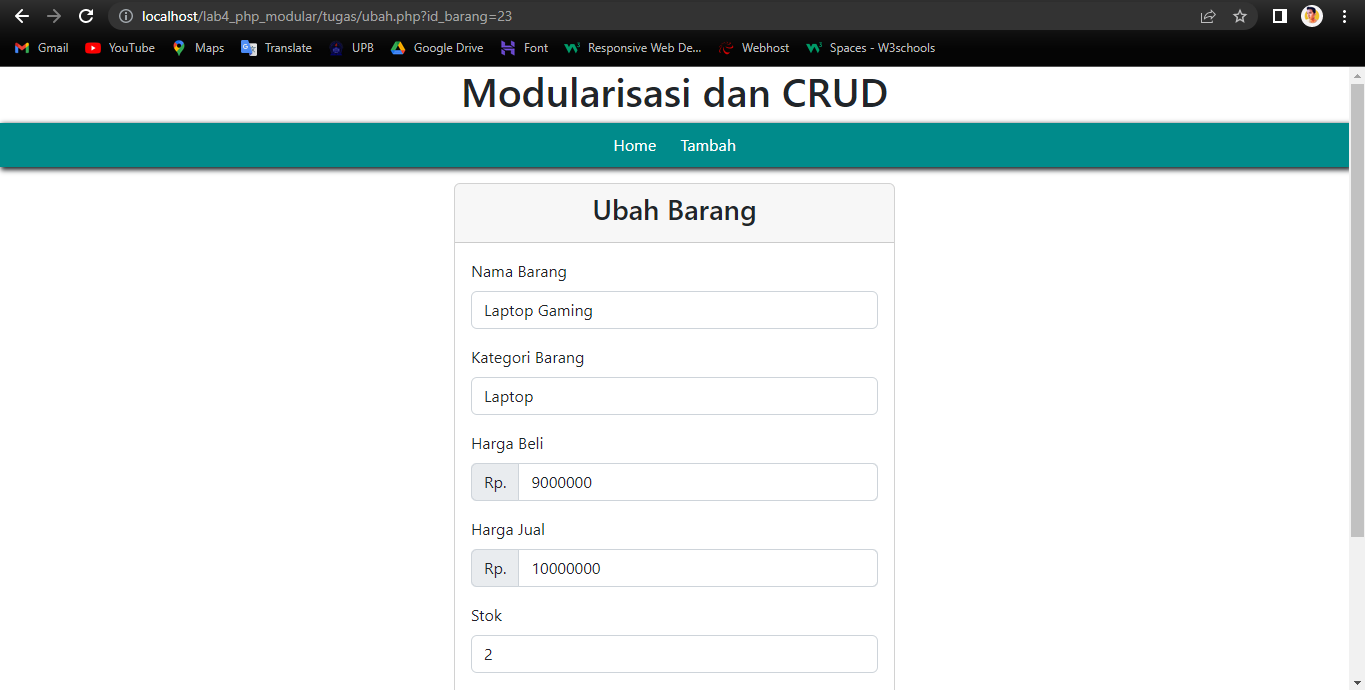 localhost/lab4_php_modular/tugas/ubah.php?id_barang=23
Gmail YouTube Maps Translate UPB Google Drive Font Responsive Web De... Webhost Spaces - W3schools
Modularisasi dan CRUD
Home Tambah
Ubah Barang
Nama Barang
Laptop Gaming
Kategori Barang
Laptop
Harga Beli
Rp. 9000000
Harga Jual
Rp. 10000000
Stok
2